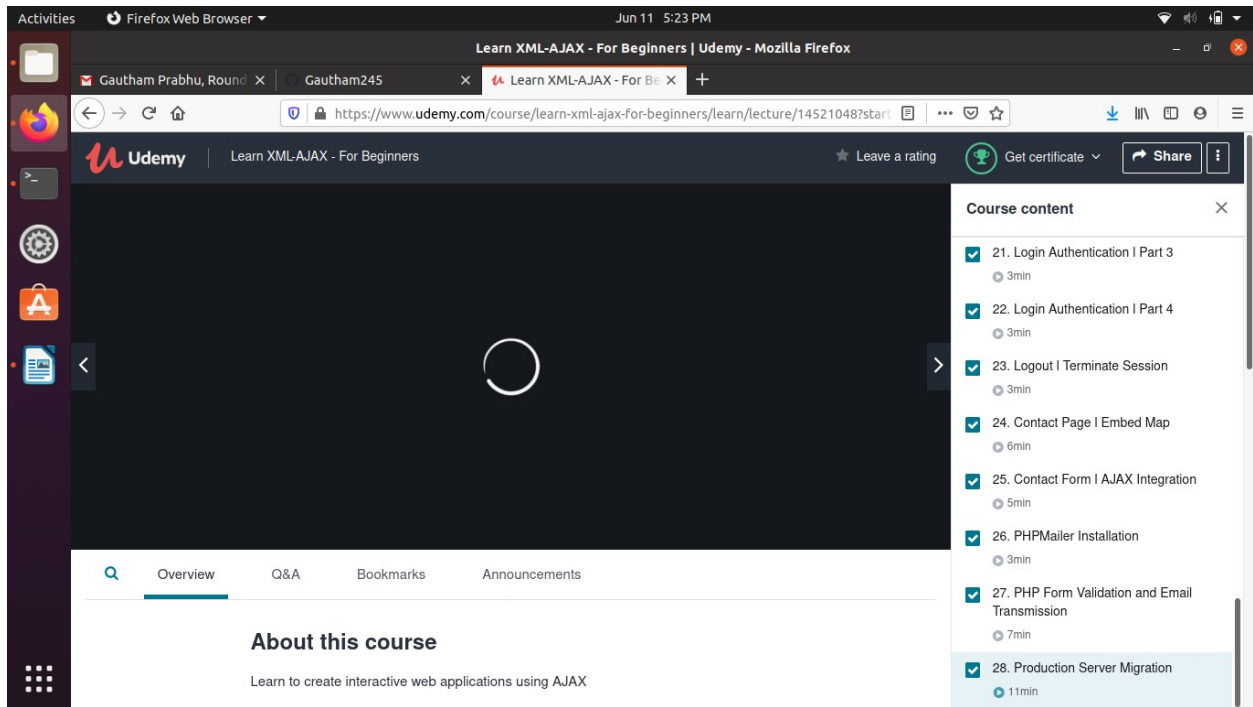 Activities Firefox Web Browser Jun 11 5:23 PM
Learn XML-AJAX - For Beginners | Udemy - Mozilla Firefox
Gautham Prabhu, Round Gautham245 Learn XML-AJAX - For Be
https://www.udemy.com/course/learn-xml-ajax-for-beginners/learn/lecture/14521048?start
Udemy Learn XML-AJAX - For Beginners Leave a rating Get certificate Share
Course content
21. Login Authentication I Part 3
3min
22. Login Authentication I Part 4
3min
23. Logout I Terminate Session
3min
24. Contact Page I Embed Map
6min
25. Contact Form I AJAX Integration
5min
26. PHPMailer Installation
3min
27. PHP Form Validation and Email
Transmission
7min
28. Production Server Migration
11min
Overview Q&A Bookmarks Announcements
About this course
Learn to create interactive web applications using AJAX